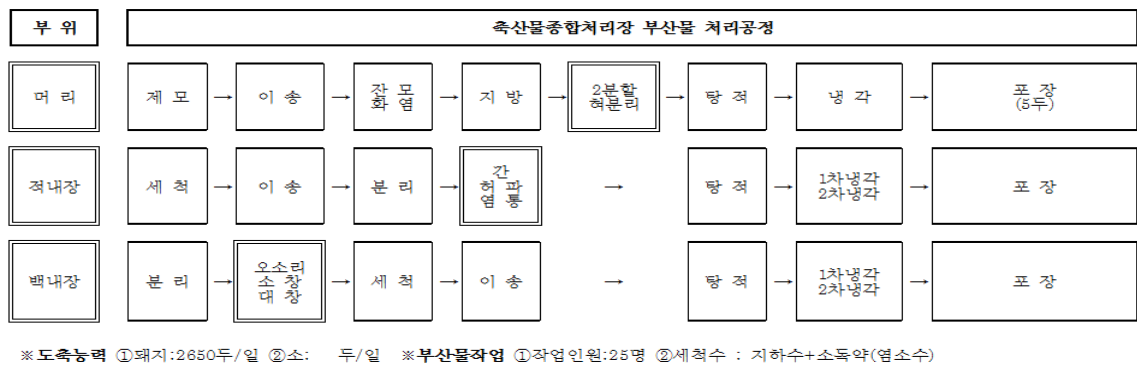 부 위 축산물종합처리장 부산물 처리공정
머 리 제 모 → 이 송 → 잔 모 화 염 → 지 방 → 2분할 혀분리 → 탕 적 → 냉 각 → 포 장 (5두)
적내장 세 척 → 이 송 → 분 리 → 간 허 파 염 통 → 탕 적 → 1차냉각 2차냉각 → 포 장
백내장 분 리 → 오소리 소 창 대 창 → 세 척 → 이 송 → 탕 적 → 1차냉각 2차냉각 → 포 장
※도축능력 ①돼지:2650두/일 ②소: 두/일 ※부산물작업 ①작업인원:25명 ②세척수 : 지하수+소독약(염소수)